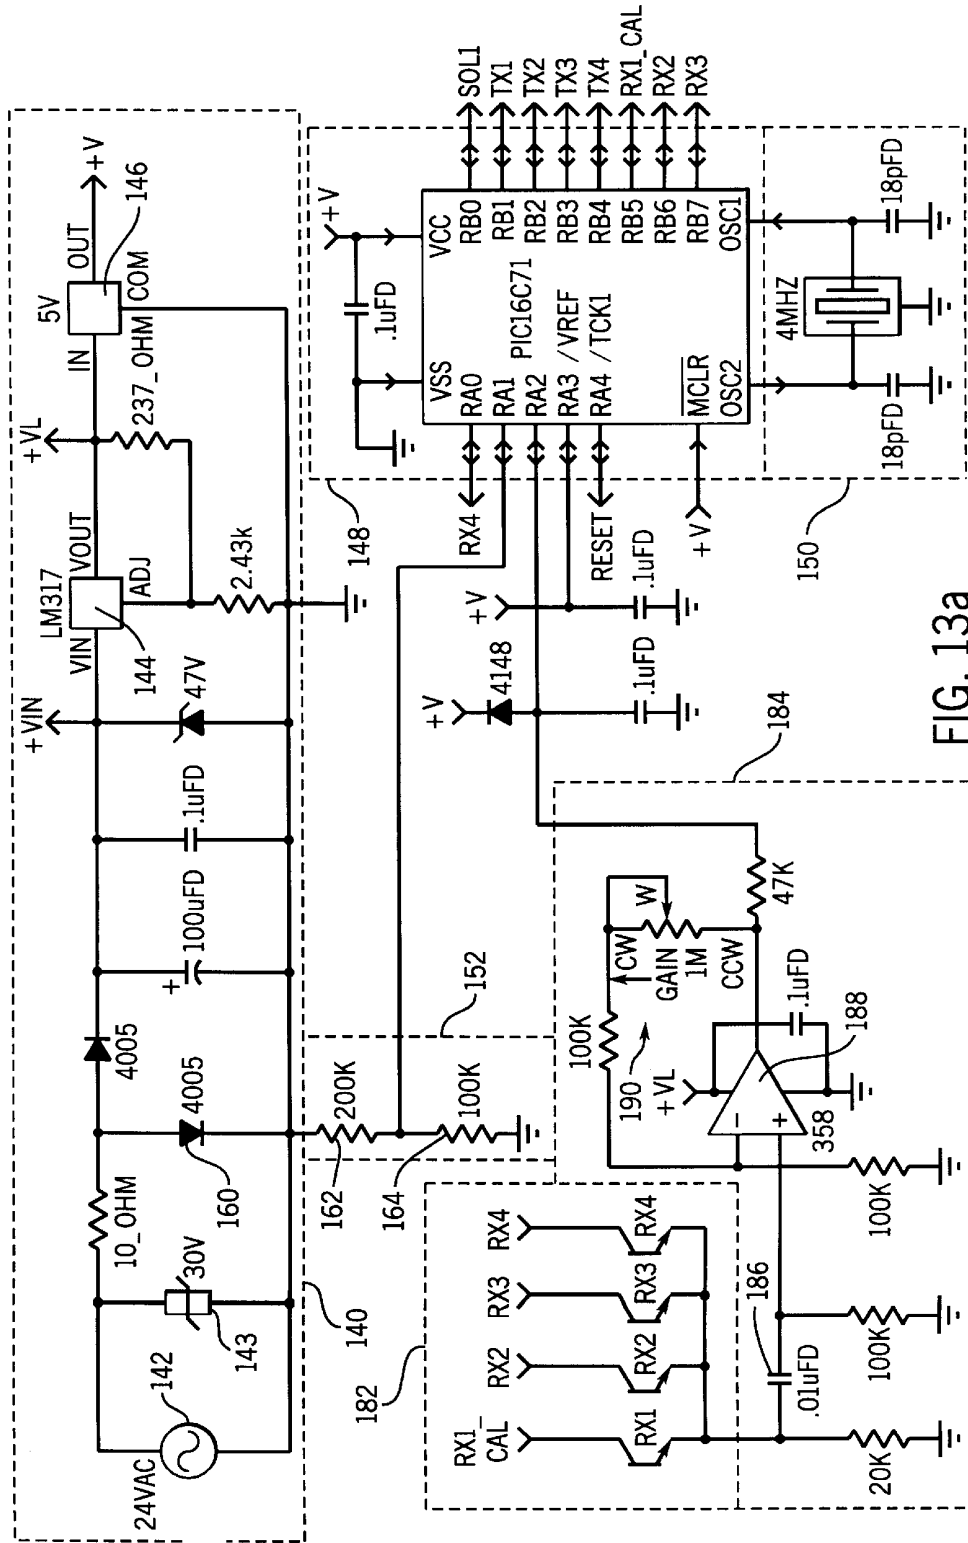 24VAC
142
30V
143
10_OHM
4005
4005
160
140
+
100uFD
.1uFD
47V
+VIN
LM317
VIN
VOUT
ADJ
144
2.43k
+VL
237_OHM
5V
IN
OUT
COM
+V
146
152
162
200K
164
100K
148
+V
.1uFD
VSS
VCC
PIC16C71
RA0
RA1
RA2
RA3 /VREF
RA4 /TCK1
MCLR
OSC2
RB0
RB1
RB2
RB3
RB4
RB5
RB6
RB7
OSC1
SOL1
TX1
TX2
TX3
TX4
RX1_CAL
RX2
RX3
RX4
RESET
+V
+V
.1uFD
+V
4148
.1uFD
4MHZ
18pFD
18pFD
150
182
RX1_
CAL
RX2
RX3
RX4
RX1
RX2
RX3
RX4
184
100K
190
CW
W
GAIN
1M
CCW
47K
+VL
.1uFD
188
358
−
+
186
.01uFD
20K
100K
100K
FIG. 13a